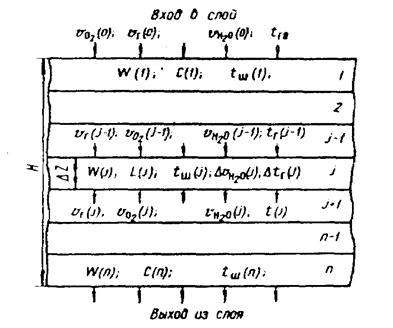 Вход в слой
υO₂(0); υг(0); υH₂O(0); tгп
W(1); C(1); tш(1), 1
2
υг(j-1), υO₂(j-1), υH₂O(j-1); tг(j-1) j-1
H ΔZ W(j), L(j); tш(j); ΔυH₂O(j), Δtг(j) j
υг(j), υO₂(j); υH₂O(j), t(j) j+1
n-1
W(n); C(n); tш(n); n
Выход из слоя